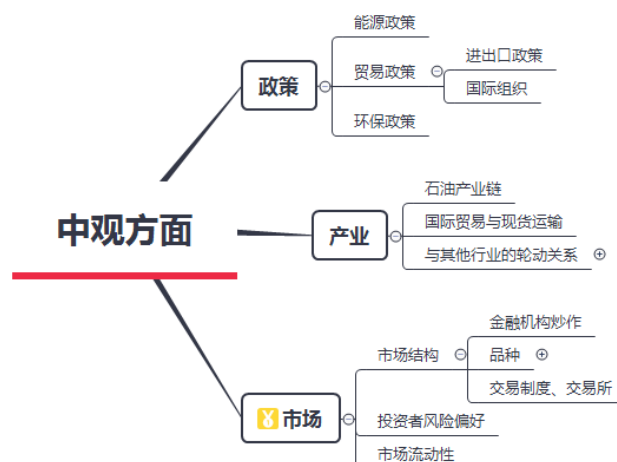 中观方面
政策
能源政策
贸易政策
进出口政策
国际组织
环保政策
产业
石油产业链
国际贸易与现货运输
与其他行业的轮动关系
市场
市场结构
金融机构炒作
品种
交易制度、交易所
投资者风险偏好
市场流动性